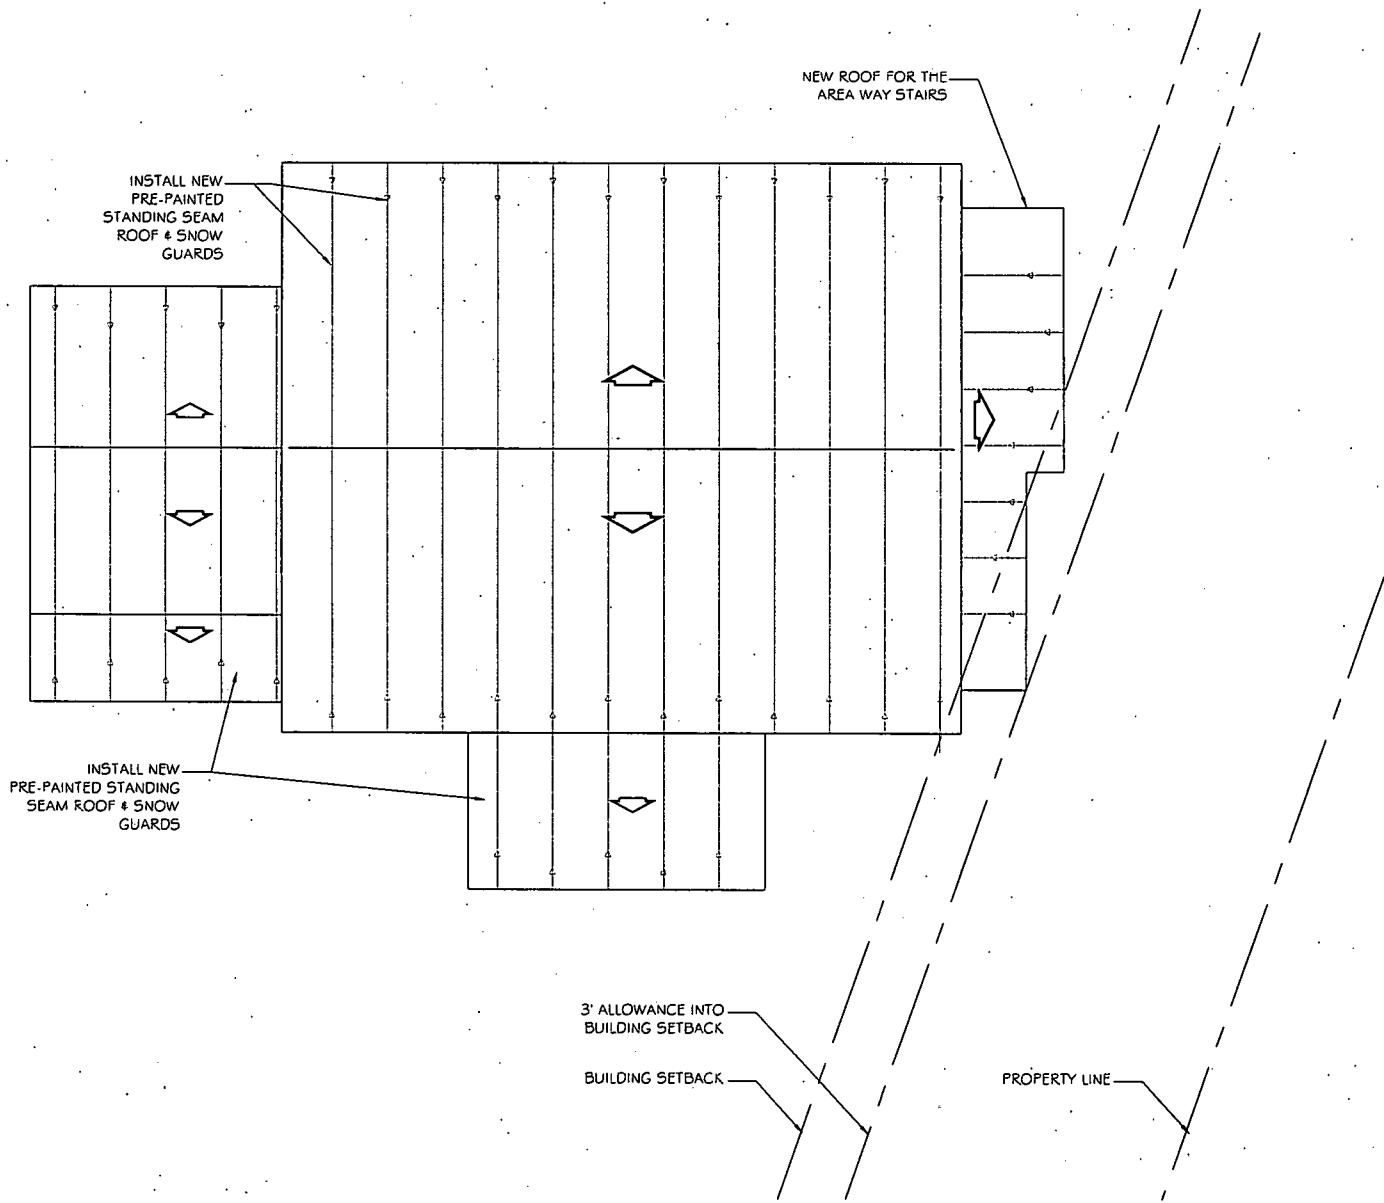 NEW ROOF FOR THE
AREA WAY STAIRS
INSTALL NEW
PRE-PAINTED
STANDING SEAM
ROOF & SNOW
GUARDS
INSTALL NEW
PRE-PAINTED STANDING
SEAM ROOF & SNOW
GUARDS
3' ALLOWANCE INTO
BUILDING SETBACK
BUILDING SETBACK
PROPERTY LINE